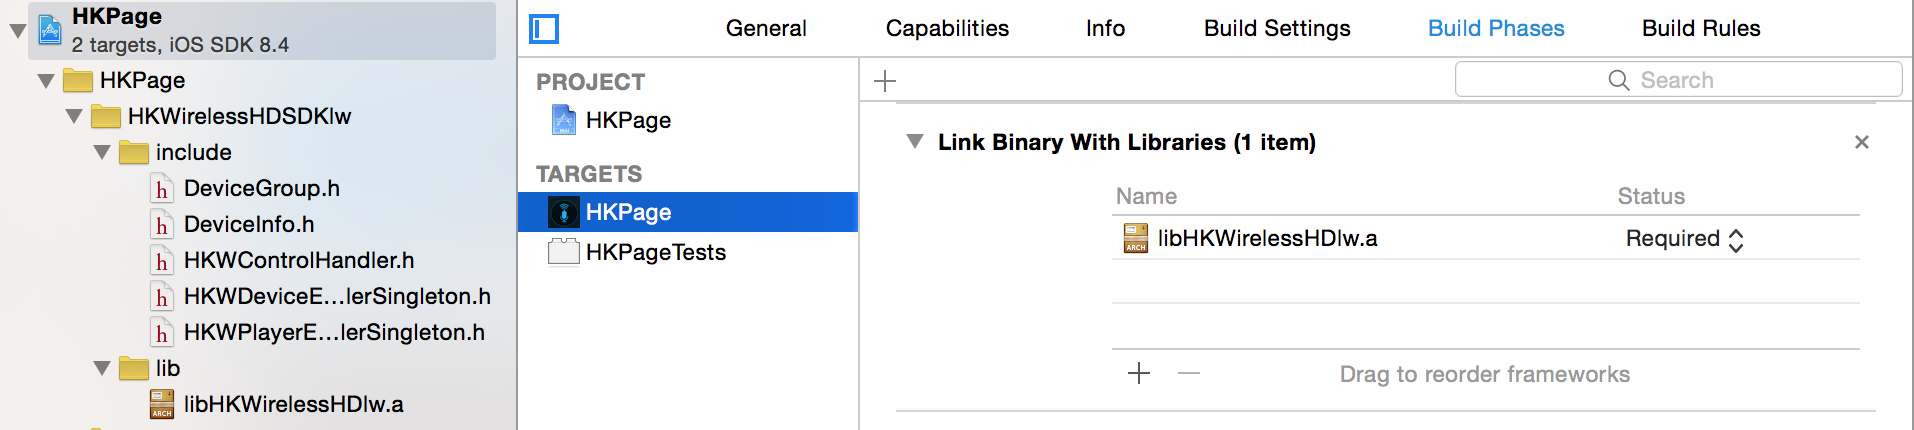 HKPage
2 targets, iOS SDK 8.4
HKPage
HKWirelessHDSDKlw
include
h DeviceGroup.h
h DeviceInfo.h
h HKWControlHandler.h
h HKWDeviceE...lerSingleton.h
h HKWPlayerE...lerSingleton.h
lib
ARCH libHKWirelessHDlw.a
General Capabilities Info Build Settings Build Phases Build Rules
PROJECT
HKPage
TARGETS
HKPage
HKPageTests
Search
Link Binary With Libraries (1 item)
Name Status
ARCH libHKWirelessHDlw.a Required
Drag to reorder frameworks